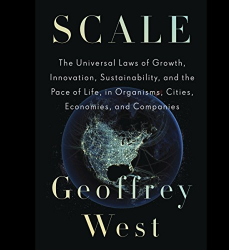 SCALE
The Universal Laws of Growth,
Innovation, Sustainability, and the
Pace of Life, in Organisms, Cities,
Economies, and Companies
Geoffrey
West